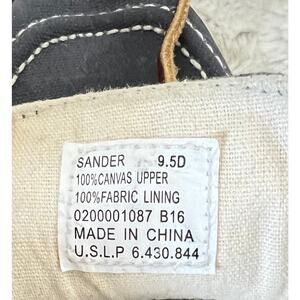 SANDER 9.5D
100%CANVAS UPPER
100%FABRIC LINING
0200001087 B16
MADE IN CHINA
U.S.L.P 6.430.844